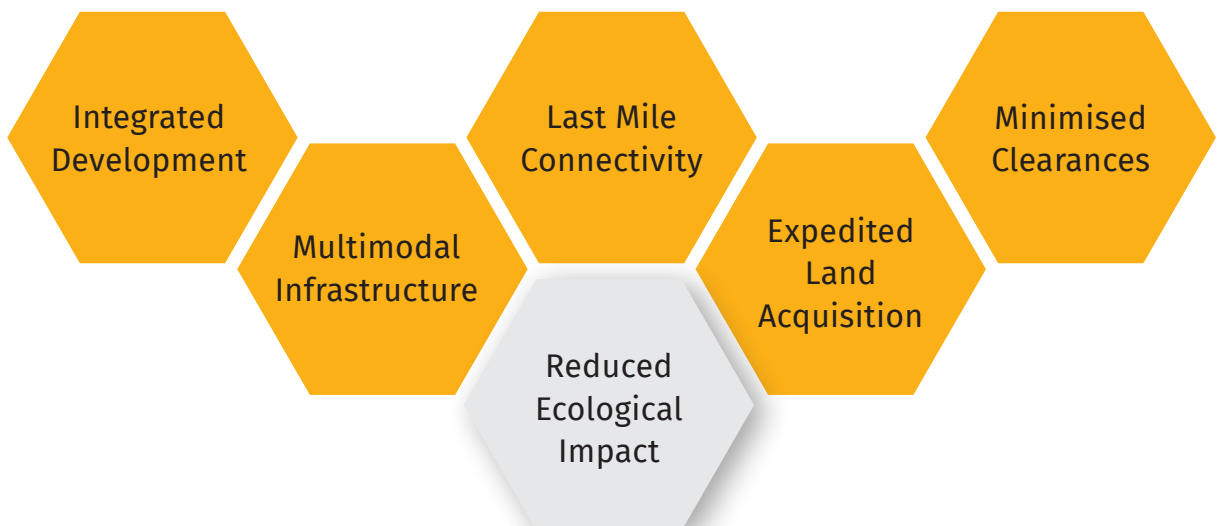 Integrated
Development
Multimodal
Infrastructure
Last Mile
Connectivity
Expedited
Land
Acquisition
Minimised
Clearances
Reduced
Ecological
Impact